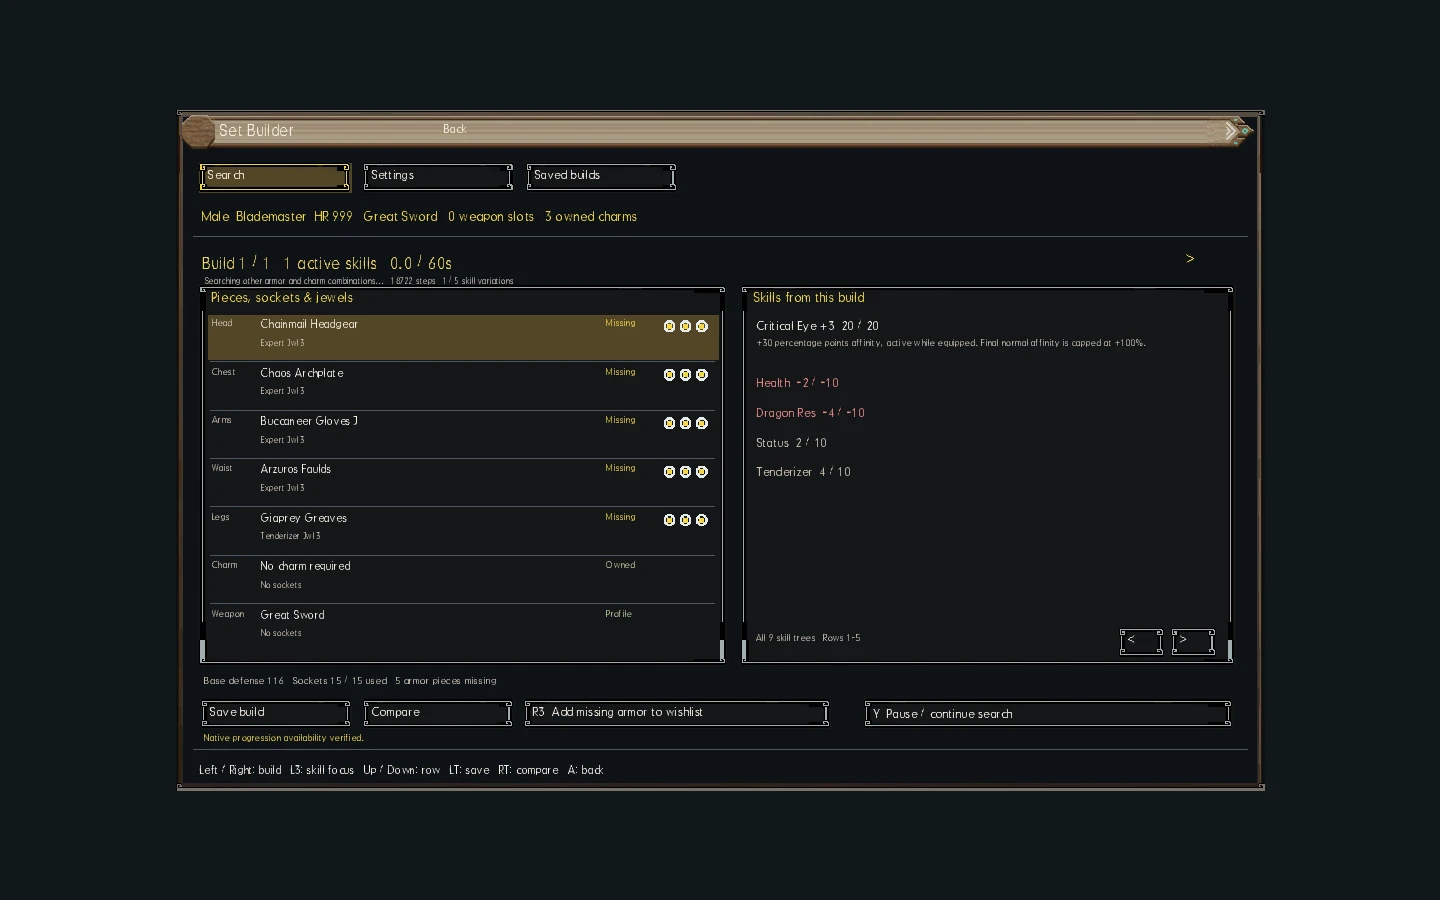 Set Builder Back
Search Settings Saved builds
Male Blademaster HR 999 Great Sword 0 weapon slots 3 owned charms
Build 1 / 1 1 active skills 0.0 / 60s >
Searching other armor and charm combinations... 18722 steps 1 / 5 skill variations
Pieces, sockets & jewels
Head Chainmail Headgear Missing
Expert Jwl 3
Chest Chaos Archplate Missing
Expert Jwl 3
Arms Buccaneer Gloves J Missing
Expert Jwl 3
Waist Arzuros Faulds Missing
Expert Jwl 3
Legs Giaprey Greaves Missing
Tenderizer Jwl 3
Charm No charm required Owned
No sockets
Weapon Great Sword Profile
No sockets
Skills from this build
Critical Eye +3 20 / 20
+30 percentage points affinity, active while equipped. Final normal affinity is capped at +100%.
Health -2 / -10
Dragon Res -4 / -10
Status 2 / 10
Tenderizer 4 / 10
All 9 skill trees Rows 1-5 < >
Base defense 116 Sockets 15 / 15 used 5 armor pieces missing
Save build Compare R3 Add missing armor to wishlist Y Pause / continue search
Native progression availability verified.
Left / Right: build L3: skill focus Up / Down: row LT: save RT: compare A: back